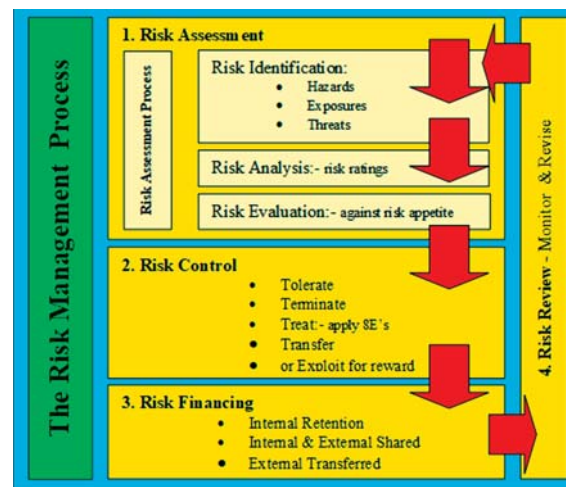 The Risk Management Process
1. Risk Assessment
Risk Assessment Process
Risk Identification:
• Hazards
• Exposures
• Threats
Risk Analysis:- risk ratings
Risk Evaluation:- against risk appetite
2. Risk Control
• Tolerate
• Terminate
• Treat:- apply 8E's
• Transfer
• or Exploit for reward
3. Risk Financing
• Internal Retention
• Internal & External Shared
• External Transferred
4. Risk Review - Monitor & Revise